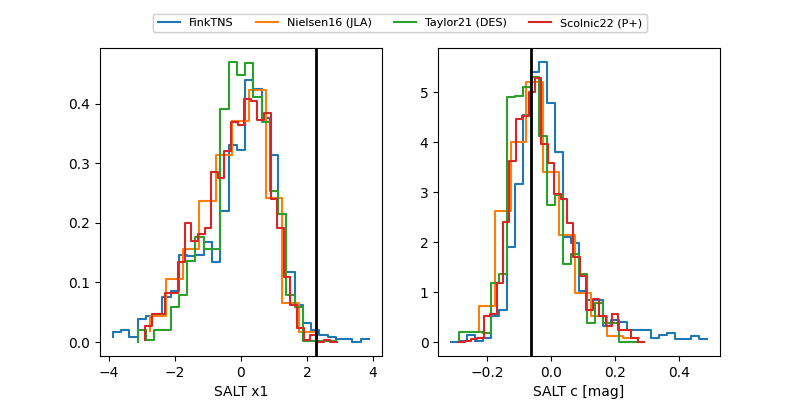 FinkTNS Nielsen16 (JLA) Taylor21 (DES) Scolnic22 (P+)
0.4
0.3
0.2
0.1
0.0
−4 −2 0 2 4
SALT x1
5
4
3
2
1
0
−0.2 0.0 0.2 0.4
SALT c [mag]